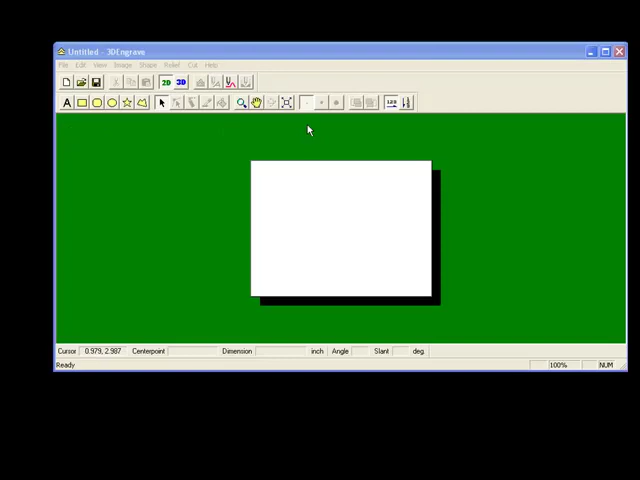 Untitled - 3DEngrave
File Edit View Image Shape Relief Cut Help
2D 3D
A 123
Cursor 0.979, 2.987 Centerpoint Dimension inch Angle Slant deg
Ready 100% NUM